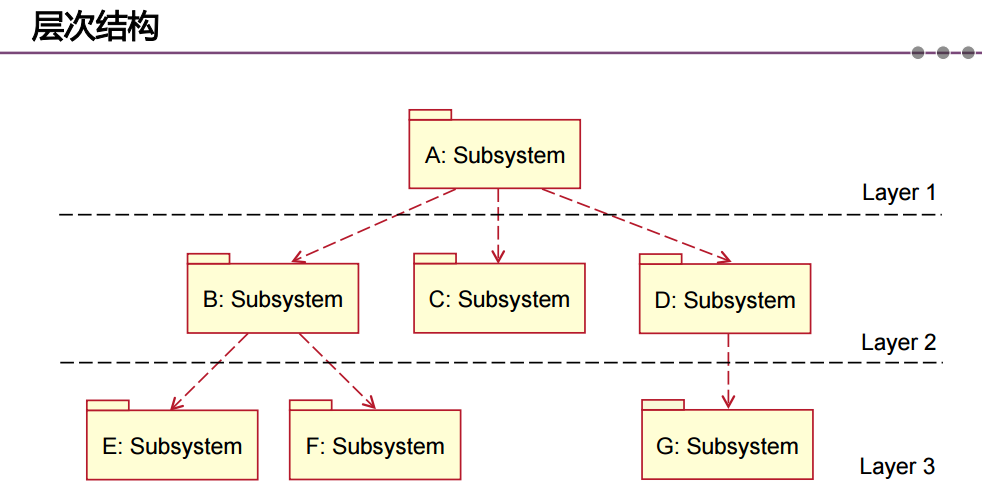 层次结构
A: Subsystem
Layer 1
B: Subsystem
C: Subsystem
D: Subsystem
Layer 2
E: Subsystem
F: Subsystem
G: Subsystem
Layer 3